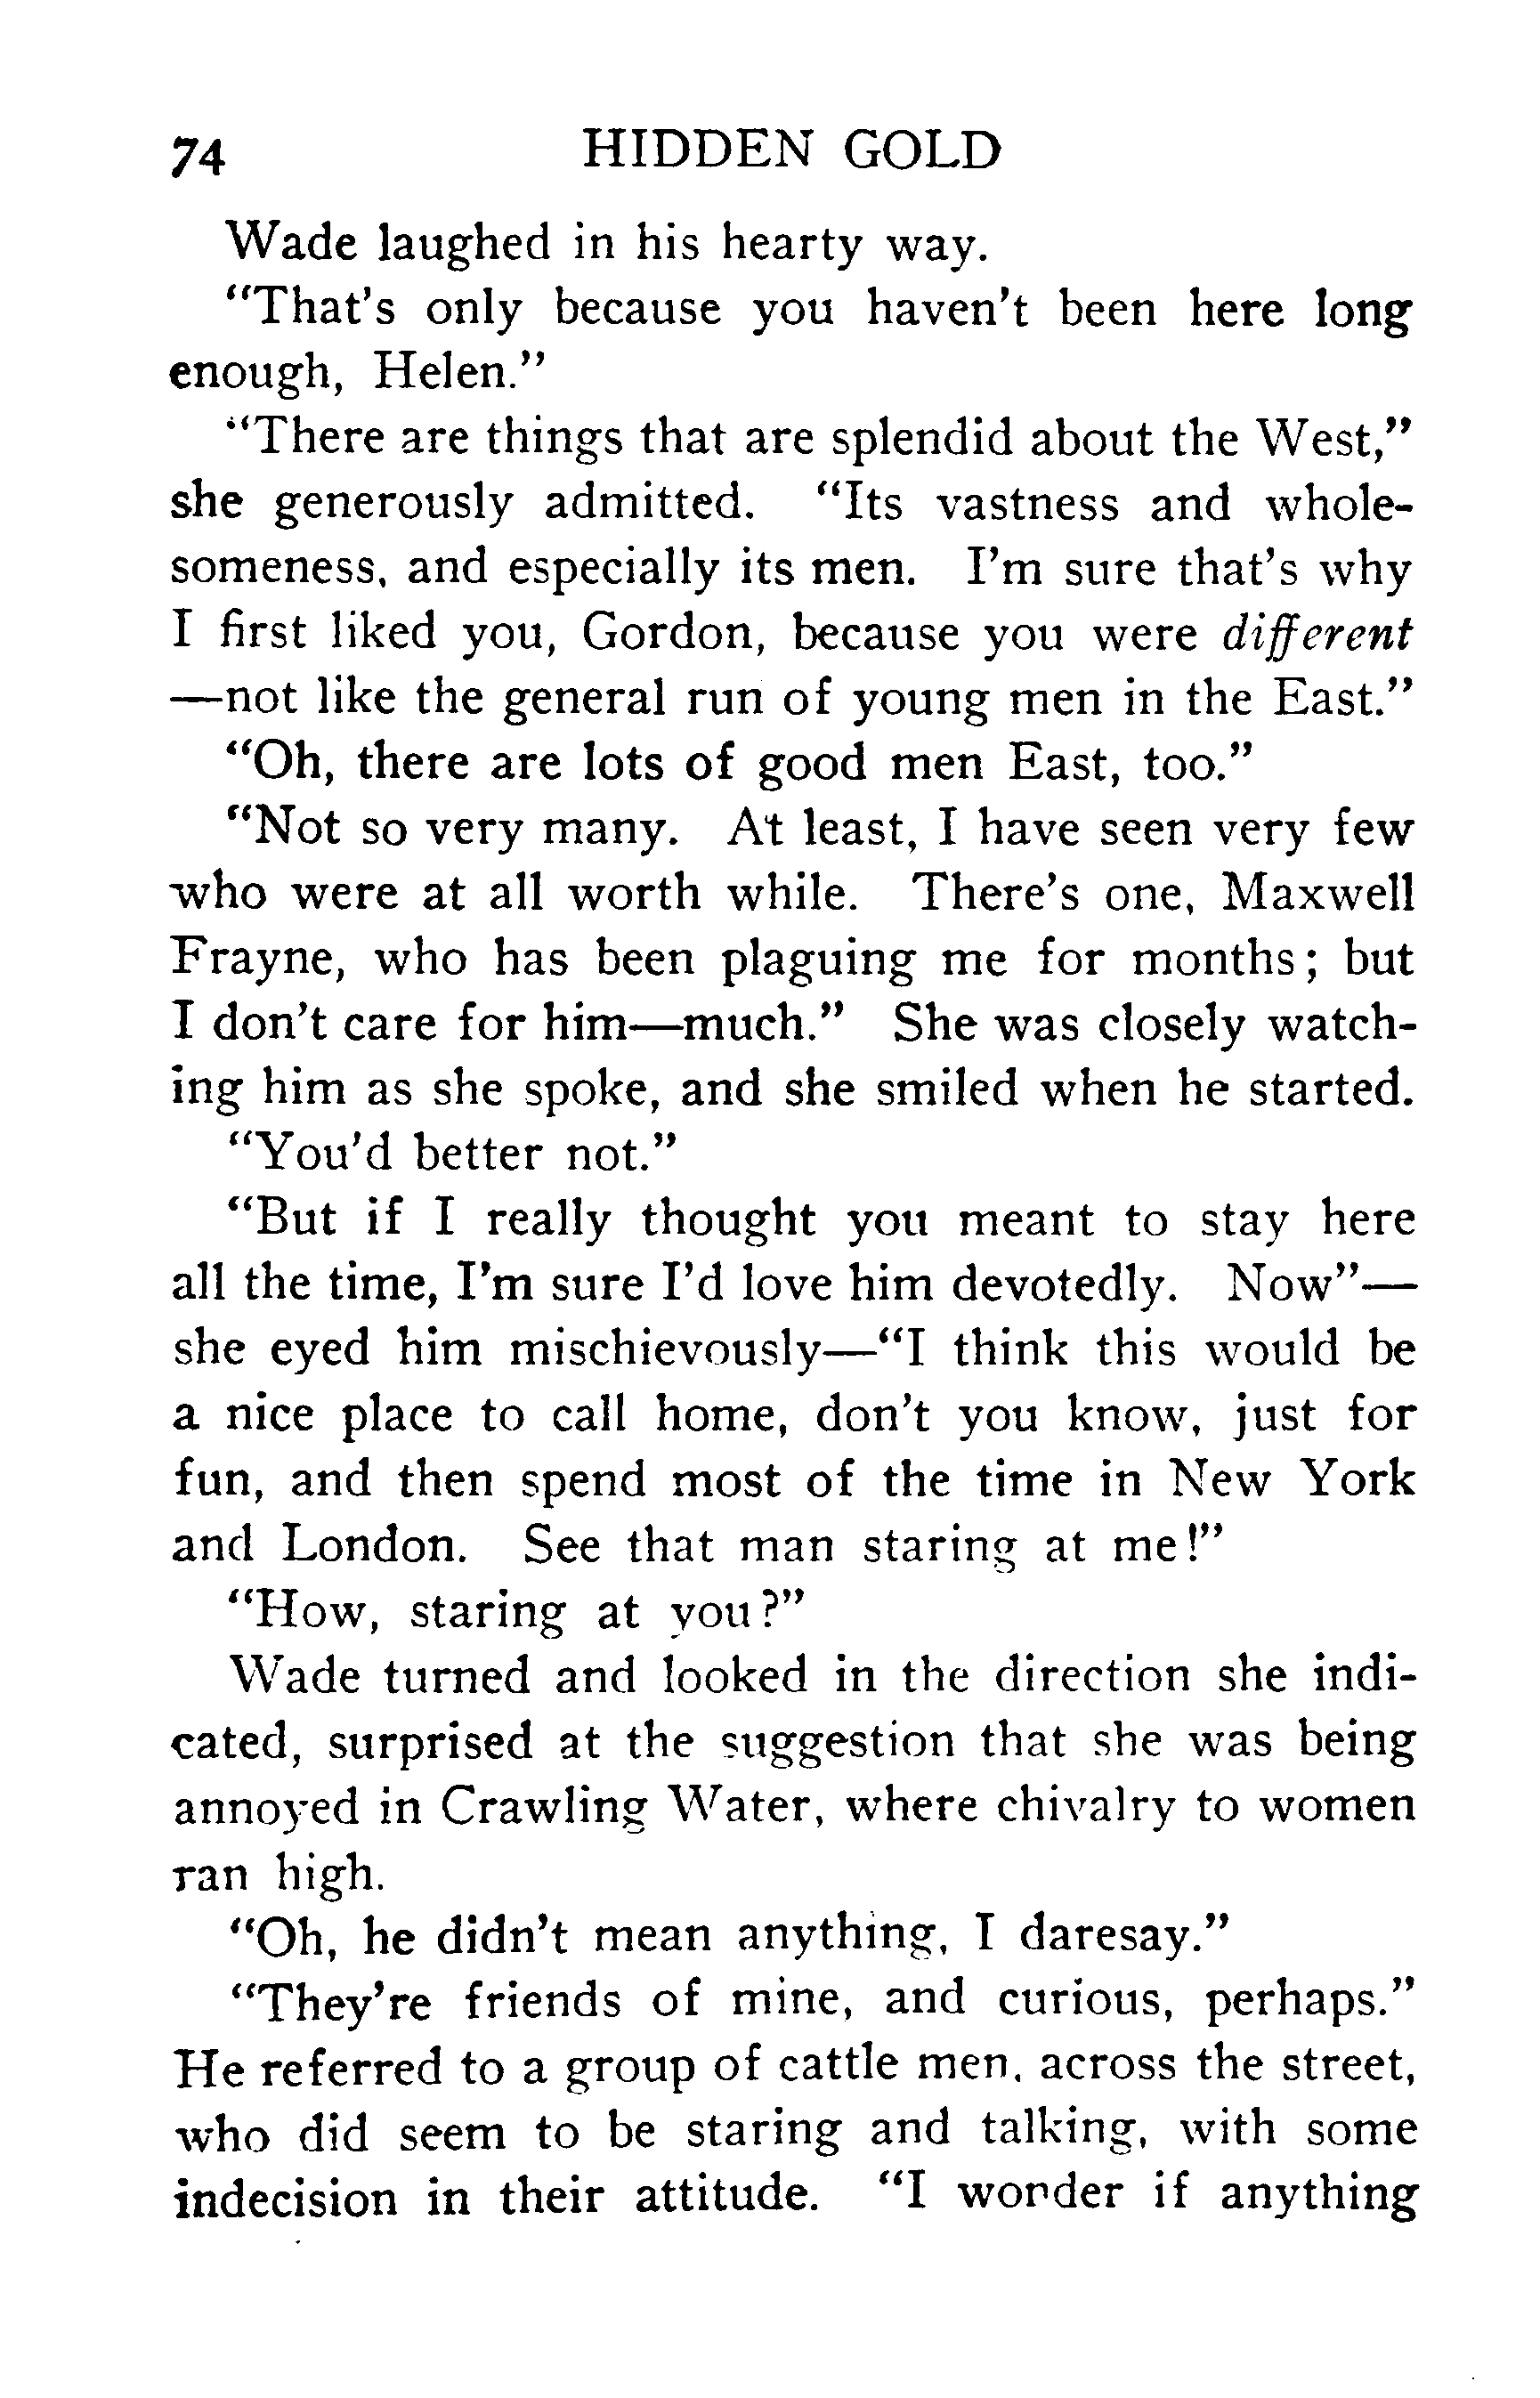 74 HIDDEN GOLD
Wade laughed in his hearty way.
"That's only because you haven't been here long
enough, Helen."
"There are things that are splendid about the West,"
she generously admitted. "Its vastness and whole-
someness, and especially its men. I'm sure that's why
I first liked you, Gordon, because you were different
—not like the general run of young men in the East."
"Oh, there are lots of good men East, too."
"Not so very many. At least, I have seen very few
who were at all worth while. There's one, Maxwell
Frayne, who has been plaguing me for months; but
I don't care for him—much." She was closely watch-
ing him as she spoke, and she smiled when he started.
"You'd better not."
"But if I really thought you meant to stay here
all the time, I'm sure I'd love him devotedly. Now"—
she eyed him mischievously—"I think this would be
a nice place to call home, don't you know, just for
fun, and then spend most of the time in New York
and London. See that man staring at me!"
"How, staring at you?"
Wade turned and looked in the direction she indi-
cated, surprised at the suggestion that she was being
annoyed in Crawling Water, where chivalry to women
ran high.
"Oh, he didn't mean anything, I daresay."
"They're friends of mine, and curious, perhaps."
He referred to a group of cattle men, across the street,
who did seem to be staring and talking, with some
indecision in their attitude. "I wonder if anything